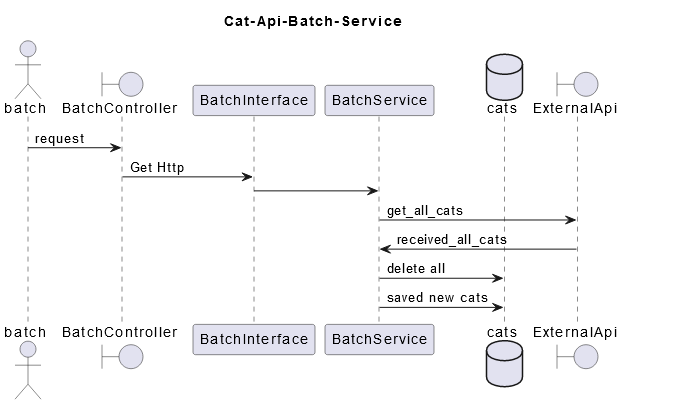 Cat-Api-Batch-Service
batch BatchController BatchInterface BatchService cats ExternalApi
request
Get Http
get_all_cats
received_all_cats
delete all
saved new cats
batch BatchController BatchInterface BatchService cats ExternalApi